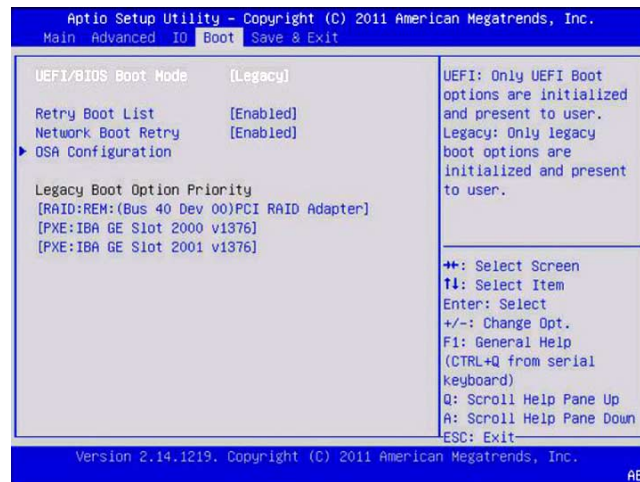 Aptio Setup Utility – Copyright (C) 2011 American Megatrends, Inc.
Main Advanced IO Boot Save & Exit
UEFI/BIOS Boot Mode [Legacy]
Retry Boot List [Enabled]
Network Boot Retry [Enabled]
OSA Configuration
Legacy Boot Option Priority
[RAID:REM:(Bus 40 Dev 00)PCI RAID Adapter]
[PXE:IBA GE Slot 2000 v1376]
[PXE:IBA GE Slot 2001 v1376]
UEFI: Only UEFI Boot
options are initialized
and present to user.
Legacy: Only legacy
boot options are
initialized and present
to user.
→←: Select Screen
↑↓: Select Item
Enter: Select
+/-: Change Opt.
F1: General Help
(CTRL+Q from serial
keyboard)
Q: Scroll Help Pane Up
A: Scroll Help Pane Down
ESC: Exit
Version 2.14.1219. Copyright (C) 2011 American Megatrends, Inc.
AB